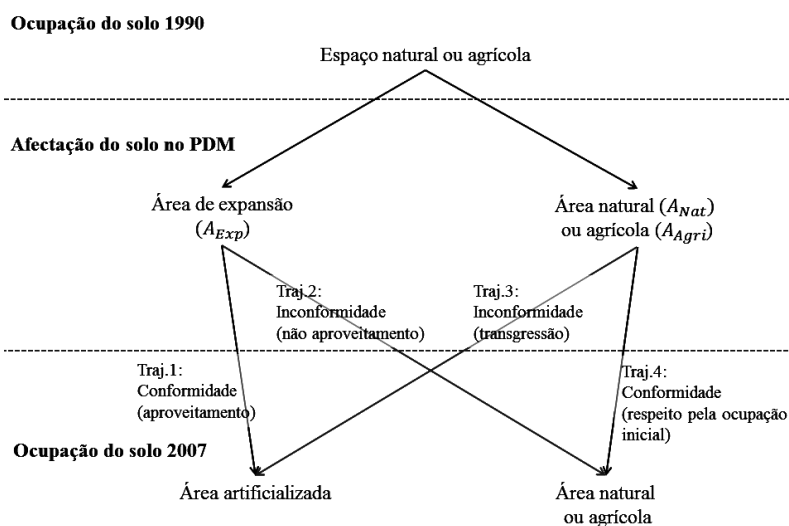 Ocupação do solo 1990
Espaço natural ou agrícola
Afectação do solo no PDM
Área de expansão
(A_Exp)
Área natural (A_Nat)
ou agrícola (A_Agri)
Traj.2:
Inconformidade
(não aproveitamento)
Traj.3:
Inconformidade
(transgressão)
Traj.1:
Conformidade
(aproveitamento)
Traj.4:
Conformidade
(respeito pela ocupação
inicial)
Ocupação do solo 2007
Área artificializada
Área natural
ou agrícola